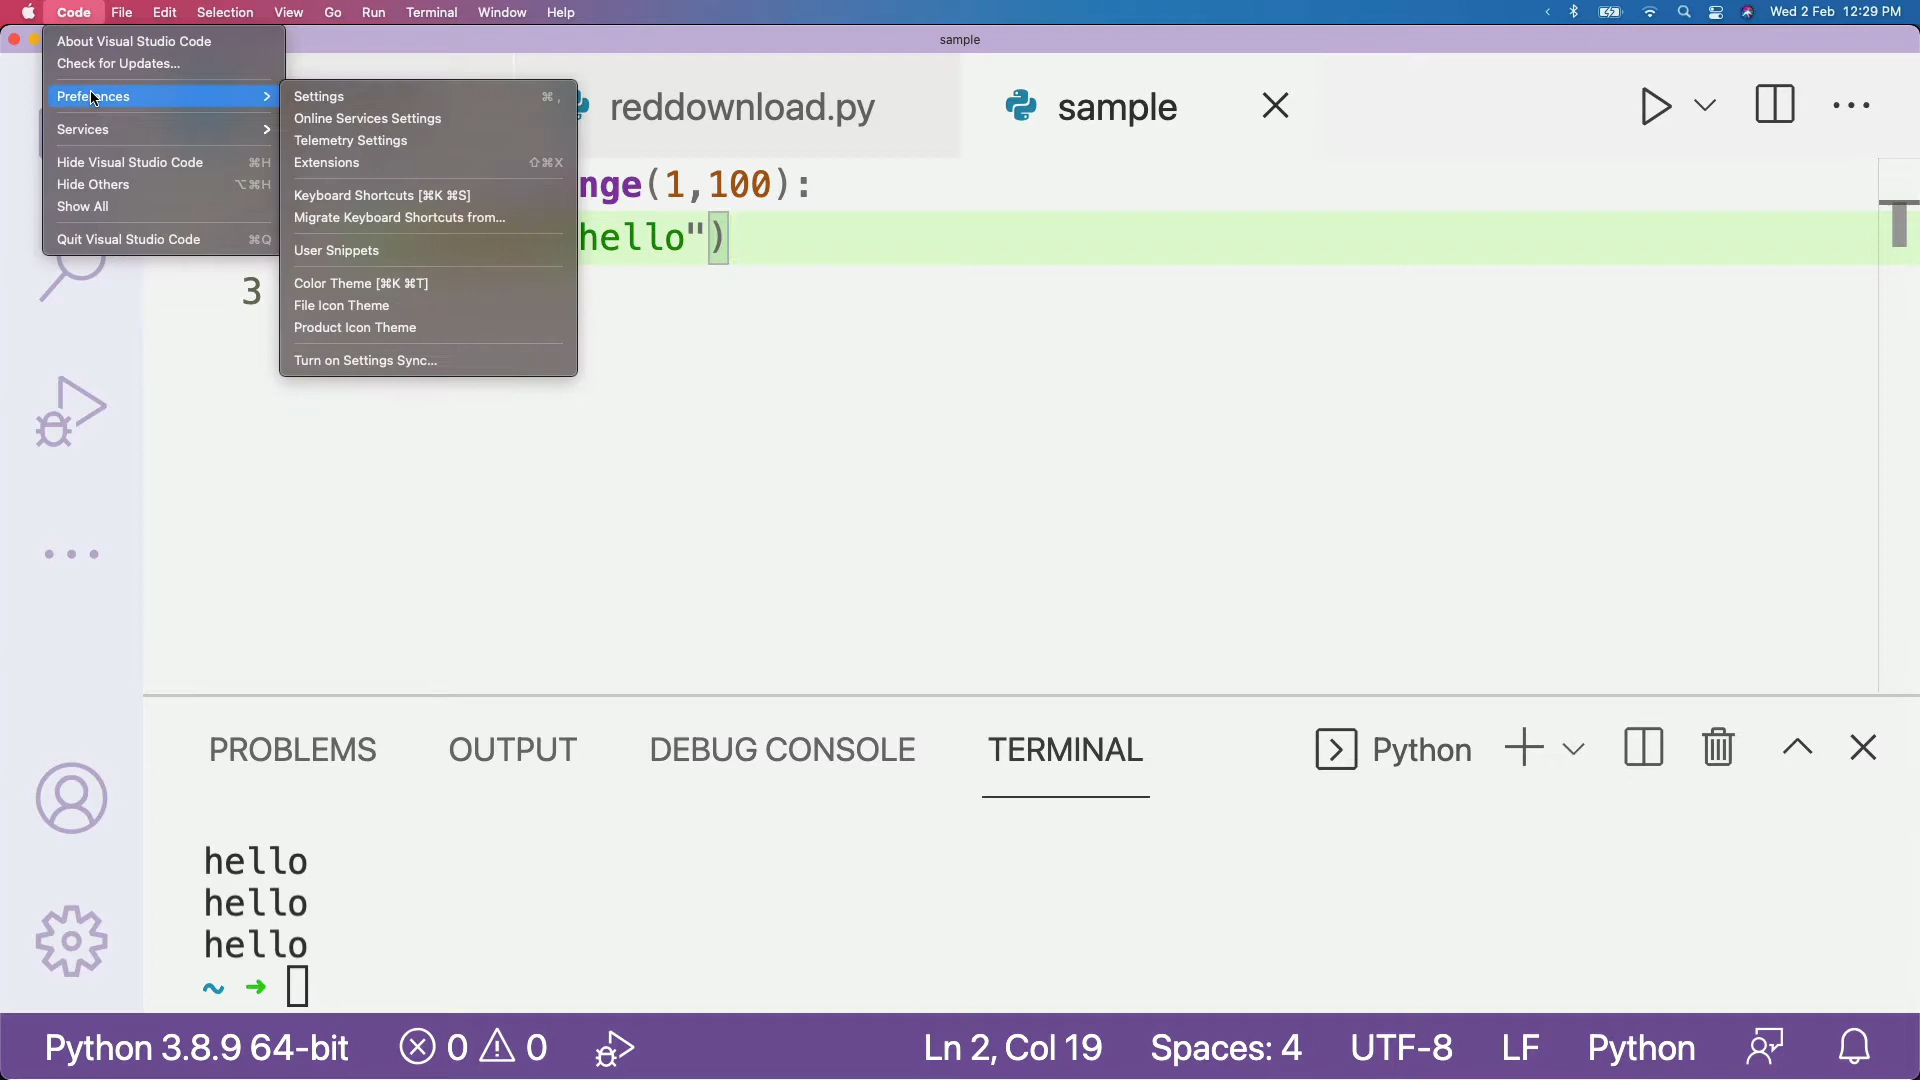 Code File Edit Selection View Go Run Terminal Window Help Wed 2 Feb 12:29 PM
sample
About Visual Studio Code
Check for Updates...
Preferences
Services
Hide Visual Studio Code ⌘H
Hide Others ⌥⌘H
Show All
Quit Visual Studio Code ⌘Q
Settings ⌘,
Online Services Settings
Telemetry Settings
Extensions ⇧⌘X
Keyboard Shortcuts [⌘K ⌘S]
Migrate Keyboard Shortcuts from...
User Snippets
Color Theme [⌘K ⌘T]
File Icon Theme
Product Icon Theme
Turn on Settings Sync...
reddownload.py sample
nge(1,100):
hello")
3
PROBLEMS OUTPUT DEBUG CONSOLE TERMINAL Python
hello
hello
hello
~ ➜
Python 3.8.9 64-bit 0 0 Ln 2, Col 19 Spaces: 4 UTF-8 LF Python